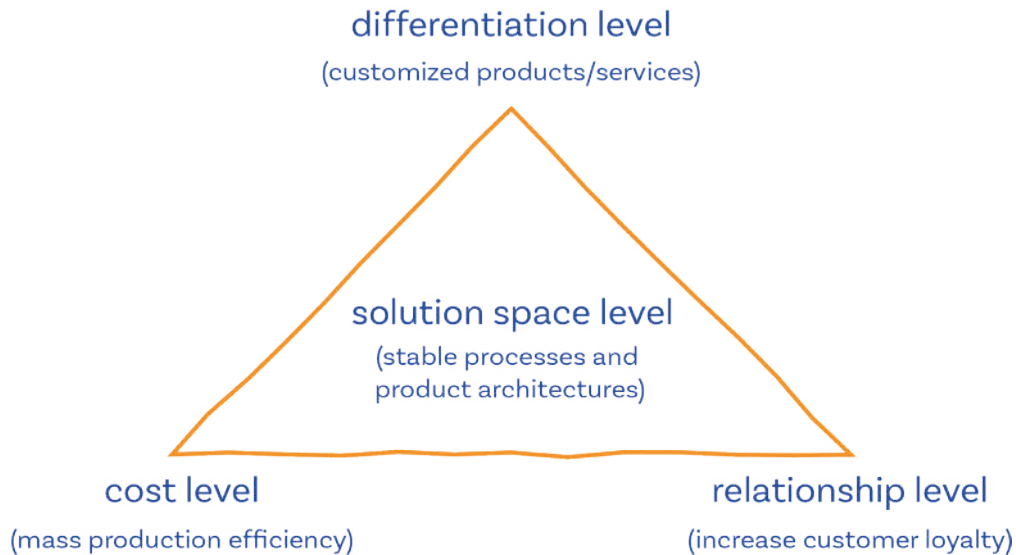 differentiation level
(customized products/services)
solution space level
(stable processes and
product architectures)
cost level
(mass production efficiency)
relationship level
(increase customer loyalty)